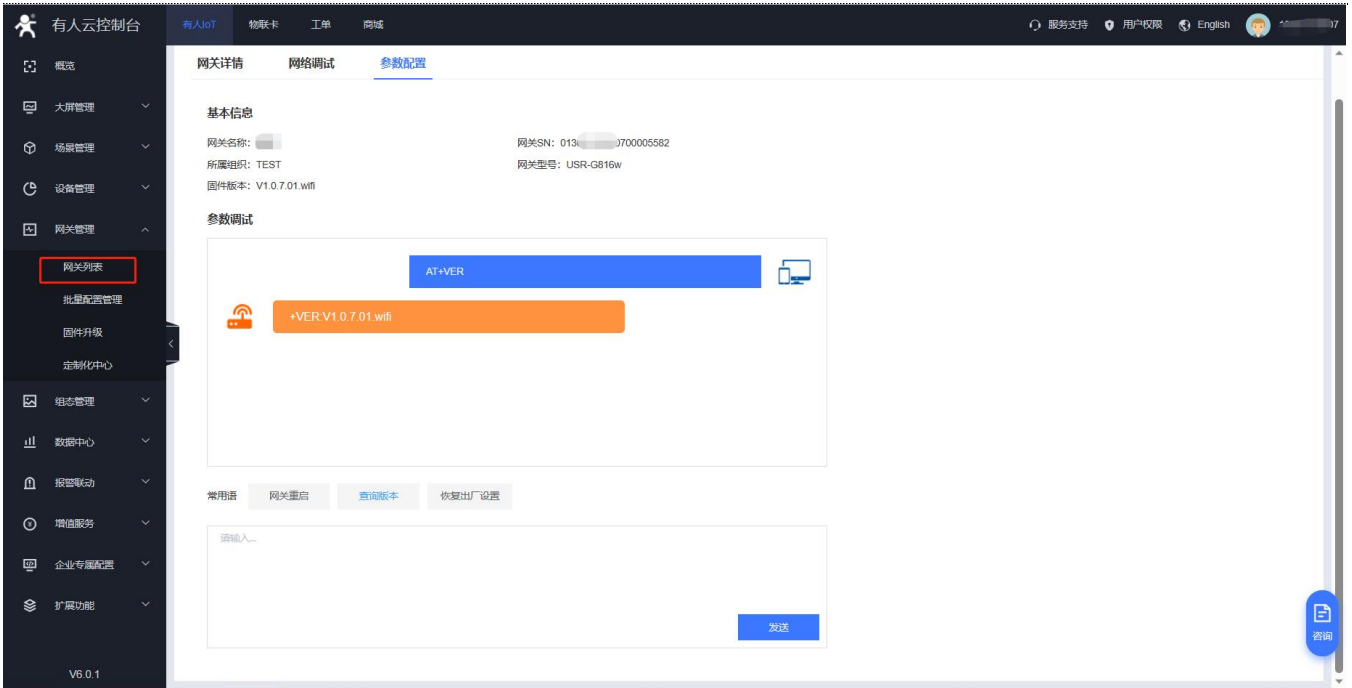 有人云控制台
有人IoT 物联卡 工单 商城 服务支持 用户权限 English
概览
大屏管理
场景管理
设备管理
网关管理
网关列表
批量配置管理
固件升级
定制化中心
组态管理
数据中心
报警联动
增值服务
企业专属配置
扩展功能
V6.0.1
网关详情 网络调试 参数配置
基本信息
网关名称: 网关SN: 013 0700005582
所属组织: TEST 网关型号: USR-G816w
固件版本: V1.0.7.01.wifi
参数调试
AT+VER
+VER:V1.0.7.01.wifi
常用语 网关重启 查询版本 恢复出厂设置
请输入...
发送
咨询